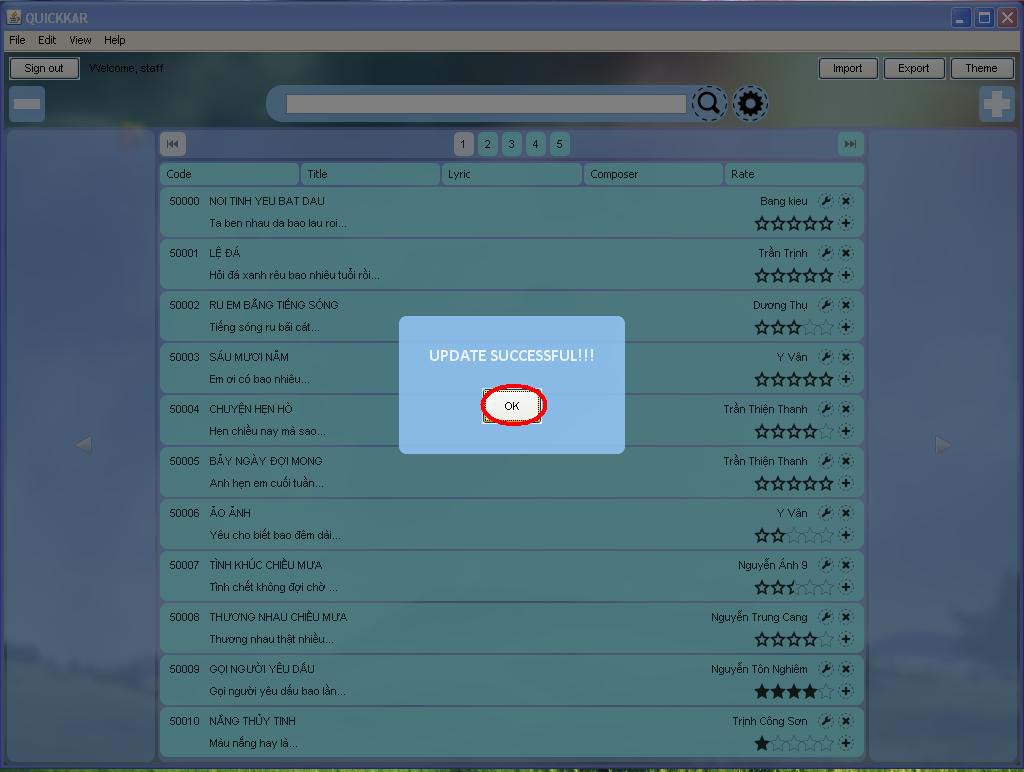 QUICKKAR
File Edit View Help
Sign out Welcome, staff Import Export Theme
1 2 3 4 5
Code Title Lyric Composer Rate
50000 NOI TINH YEU BAT DAU Bang kieu
Ta ben nhau da bao lau roi...
50001 LỆ ĐÁ Trần Trịnh
Hỏi đá xanh rêu bao nhiêu tuổi rồi...
50002 RU EM BẰNG TIẾNG SÓNG Dương Thụ
Tiếng sóng ru bãi cát...
50003 SÁU MƯƠI NĂM Y Vân
Em ơi có bao nhiêu...
50004 CHUYỆN HẸN HÒ Trần Thiện Thanh
Hẹn chiều nay mà sao...
50005 BẢY NGÀY ĐỢI MONG Trần Thiện Thanh
Anh hẹn em cuối tuần...
50006 ẢO ẢNH Y Vân
Yêu cho biết bao đêm dài...
50007 TÌNH KHÚC CHIỀU MƯA Nguyễn Ánh 9
Tình chết không đợi chờ ...
50008 THƯƠNG NHAU CHIỀU MƯA Nguyễn Trung Cang
Thương nhau thật nhiều...
50009 GỌI NGƯỜI YÊU DẤU Nguyễn Tôn Nghiêm
Gọi người yêu dấu bao lần...
50010 NẮNG THỦY TINH Trịnh Công Sơn
Màu nắng hay là...
UPDATE SUCCESSFUL!!!
OK